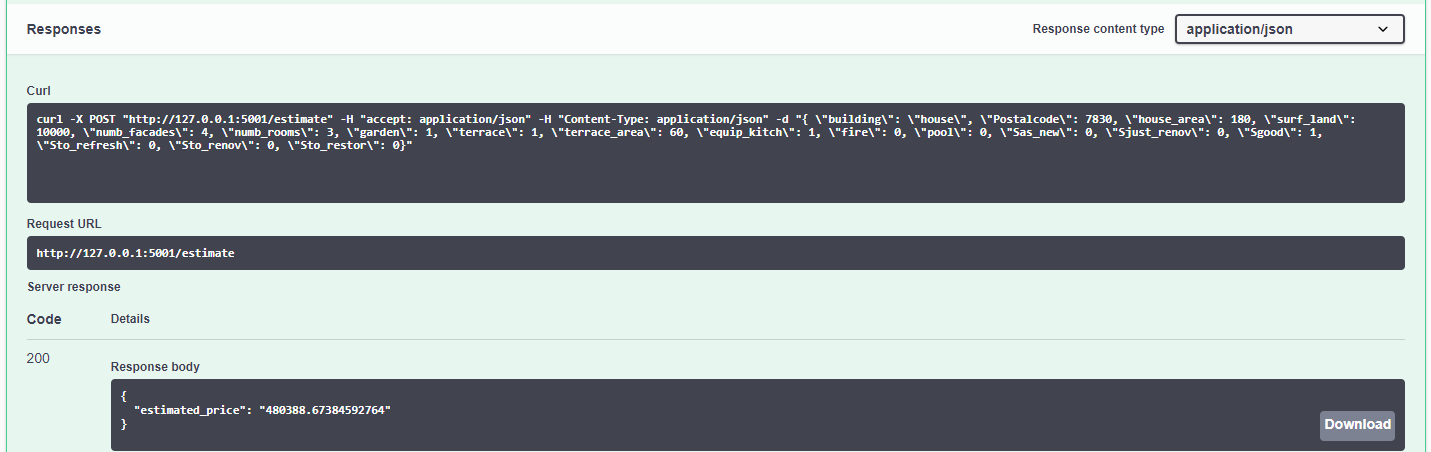 Responses
Response content type
application/json
Curl
curl -X POST "http://127.0.0.1:5001/estimate" -H "accept: application/json" -H "Content-Type: application/json" -d "{ \"building\": \"house\", \"Postalcode\": 7830, \"house_area\": 180, \"surf_land\":
10000, \"numb_facades\": 4, \"numb_rooms\": 3, \"garden\": 1, \"terrace\": 1, \"terrace_area\": 60, \"equip_kitch\": 1, \"fire\": 0, \"pool\": 0, \"Sas_new\": 0, \"Sjust_renov\": 0, \"Sgood\": 1,
\"Sto_refresh\": 0, \"Sto_renov\": 0, \"Sto_restor\": 0}"
Request URL
http://127.0.0.1:5001/estimate
Server response
Code
Details
200
Response body
{
"estimated_price": "480388.67384592764"
}
Download